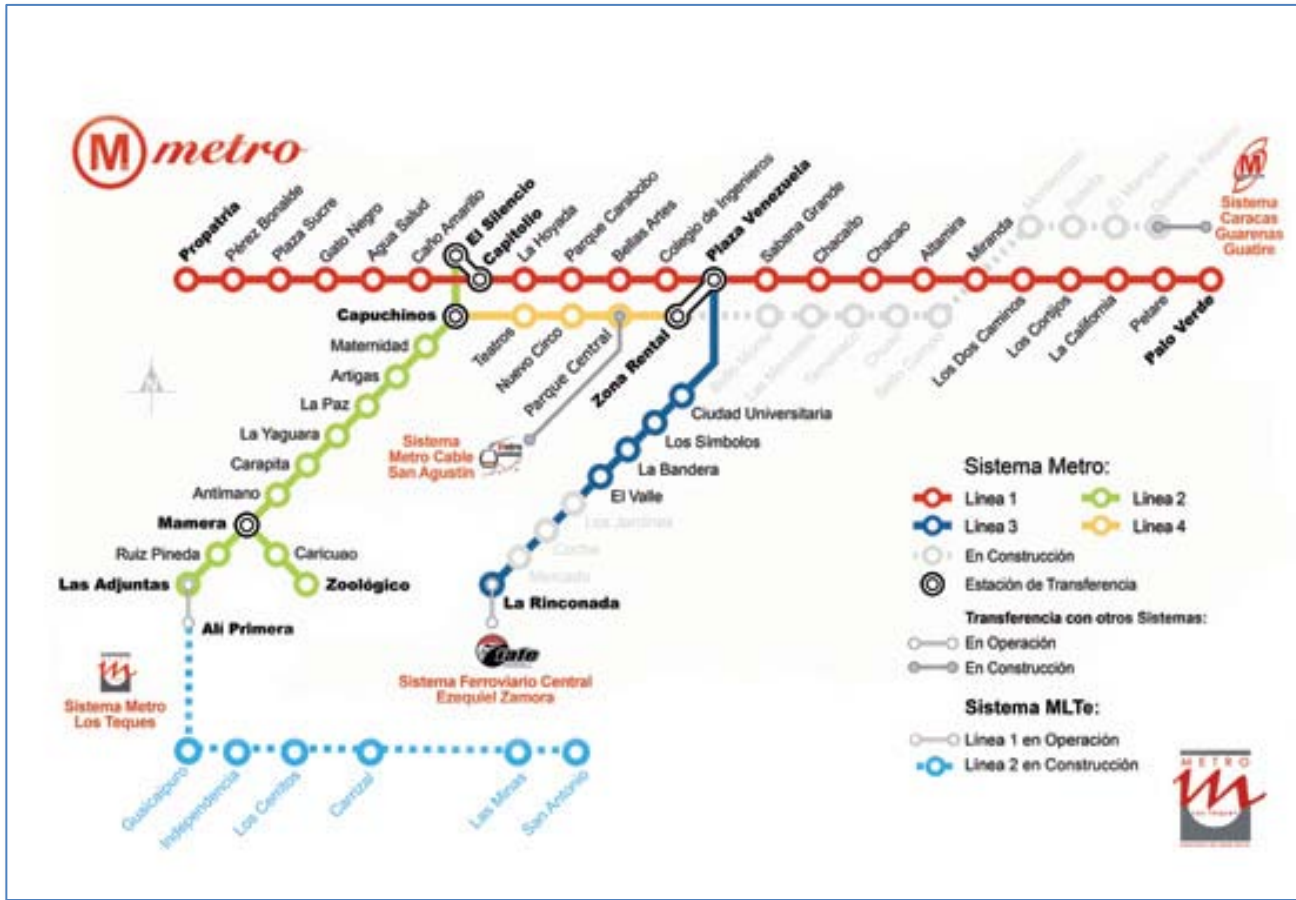 M metro
Propatria
Pérez Bonalde
Plaza Sucre
Gato Negro
Agua Salud
Caño Amarillo
El Silencio
Capitolio
La Hoyada
Parque Carabobo
Bellas Artes
Colegio de Ingenieros
Plaza Venezuela
Sabana Grande
Chacaíto
Chacao
Altamira
Miranda
Los Dos Caminos
Los Cortijos
La California
Petare
Palo Verde
El Marqués
M
Sistema
Caracas
Guarenas
Guatire
Capuchinos
Teatros
Nuevo Circo
Parque Central
Zona Rental
Maternidad
Artigas
La Paz
La Yaguara
Carapita
Antímano
Mamera
Ruiz Pineda
Caricuao
Las Adjuntas
Zoológico
Alí Primera
Sistema
Metro Cable
San Agustín
Ciudad Universitaria
Los Símbolos
La Bandera
El Valle
Los Jardines
Coche
Mercado
La Rinconada
iafe
Sistema Ferroviario Central
Ezequiel Zamora
Sistema Metro
Los Teques
Guaicaipuro
Independencia
Los Cerritos
Carrizal
Las Minas
San Antonio
Sistema Metro:
Línea 1
Línea 2
Línea 3
Línea 4
En Construcción
Estación de Transferencia
Transferencia con otros Sistemas:
En Operación
En Construcción
Sistema MLTe:
Línea 1 en Operación
Línea 2 en Construcción
METRO
LOS TEQUES